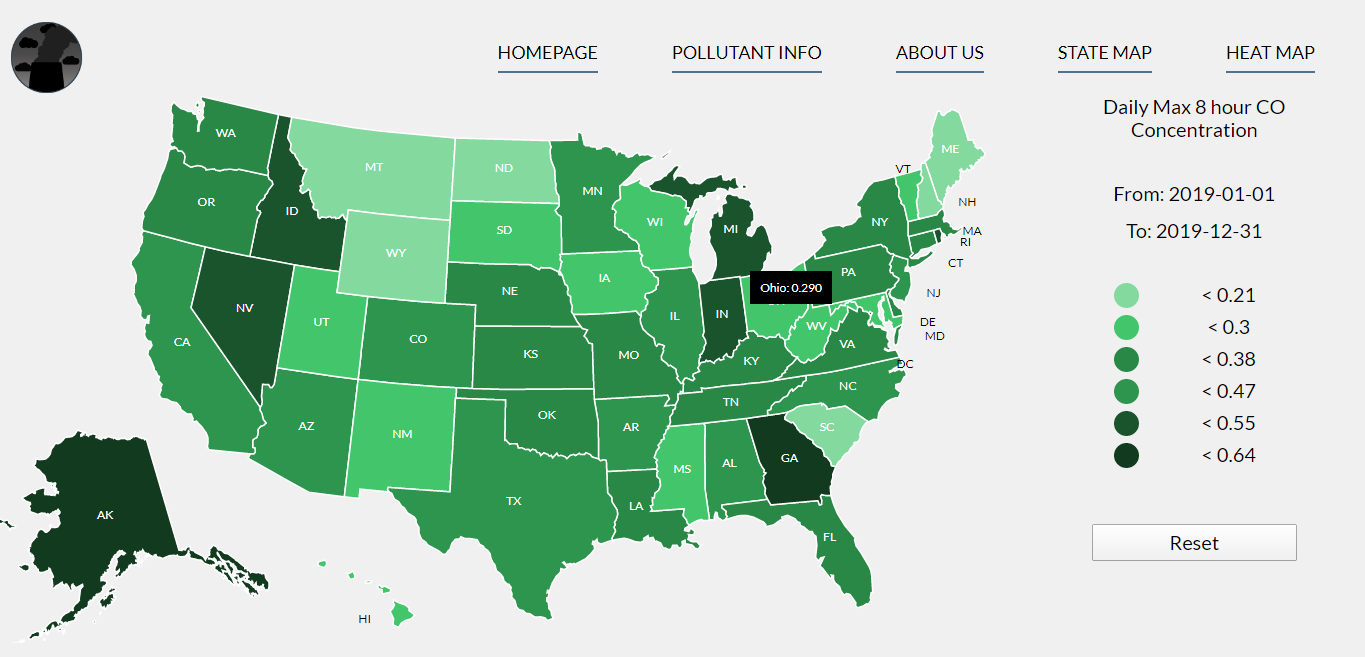 HOMEPAGE
POLLUTANT INFO
ABOUT US
STATE MAP
HEAT MAP
Daily Max 8 hour CO
Concentration
From: 2019-01-01
To: 2019-12-31
< 0.21
< 0.3
< 0.38
< 0.47
< 0.55
< 0.64
Reset
WA
MT
ND
MN
ME
VT
OR
ID
SD
WI
MI
NY
NH
MA
RI
CT
WY
NE
IA
PA
Ohio: 0.290
NJ
NV
UT
CO
KS
MO
IL
IN
WV
VA
DE
MD
DC
CA
KY
NC
TN
AZ
NM
OK
AR
SC
MS
AL
GA
TX
LA
FL
AK
HI